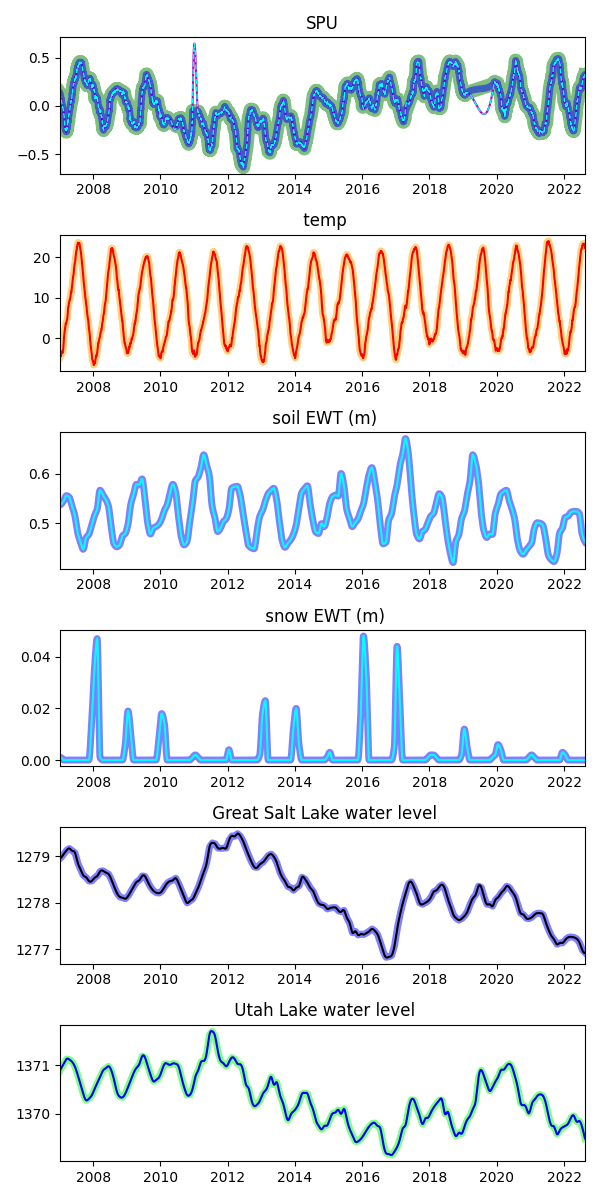 SPU
0.5
0.0
−0.5
2008 2010 2012 2014 2016 2018 2020 2022
temp
20
10
0
2008 2010 2012 2014 2016 2018 2020 2022
soil EWT (m)
0.6
0.5
2008 2010 2012 2014 2016 2018 2020 2022
snow EWT (m)
0.04
0.02
0.00
2008 2010 2012 2014 2016 2018 2020 2022
Great Salt Lake water level
1279
1278
1277
2008 2010 2012 2014 2016 2018 2020 2022
Utah Lake water level
1371
1370
2008 2010 2012 2014 2016 2018 2020 2022